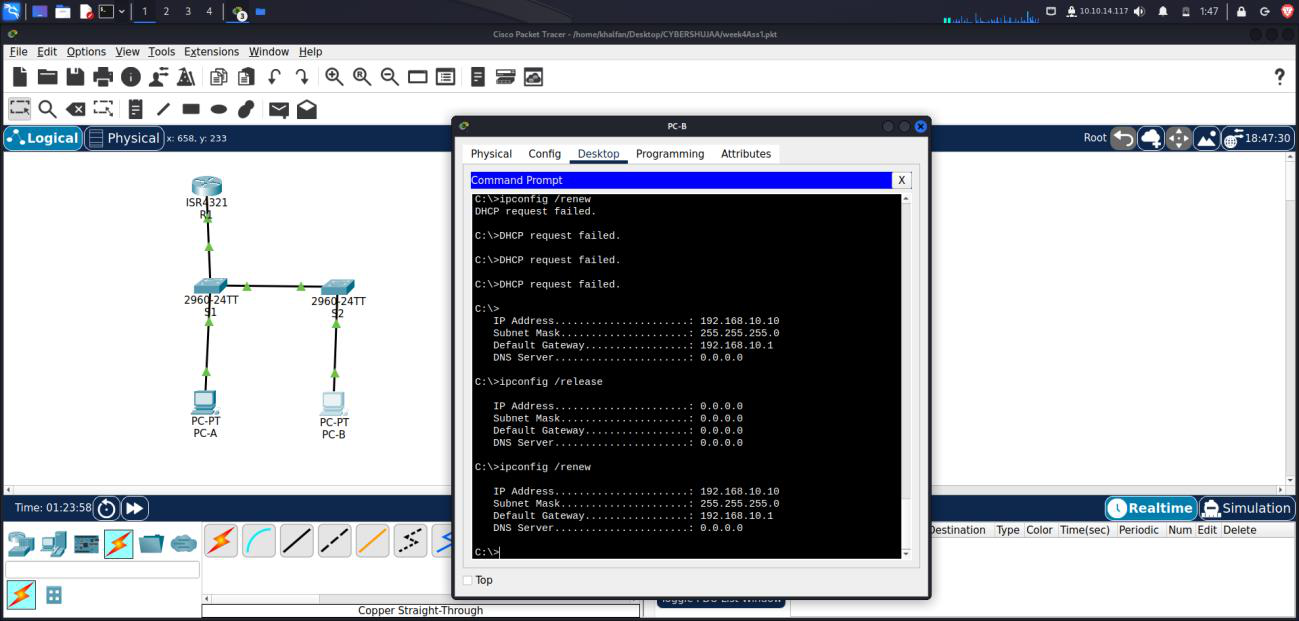 1 2 3 4 3 10.10.14.117 1:47
Cisco Packet Tracer - /home/khalfan/Desktop/CYBERSHUJAA/week4Ass1.pkt
File Edit Options View Tools Extensions Window Help
?
Logical Physical x: 658, y: 233
Root 18:47:30
ISR4321
R1
2960-24TT
S1
2960-24TT
S2
PC-PT
PC-A
PC-PT
PC-B
PC-B
Physical Config Desktop Programming Attributes
Command Prompt X
C:\>ipconfig /renew
DHCP request failed.
C:\>DHCP request failed.
C:\>DHCP request failed.
C:\>DHCP request failed.
C:\>
IP Address......................: 192.168.10.10
Subnet Mask.....................: 255.255.255.0
Default Gateway.................: 192.168.10.1
DNS Server......................: 0.0.0.0
C:\>ipconfig /release
IP Address......................: 0.0.0.0
Subnet Mask.....................: 0.0.0.0
Default Gateway.................: 0.0.0.0
DNS Server......................: 0.0.0.0
C:\>ipconfig /renew
IP Address......................: 192.168.10.10
Subnet Mask.....................: 255.255.255.0
Default Gateway.................: 192.168.10.1
DNS Server......................: 0.0.0.0
C:\>
Top
Time: 01:23:58
Realtime Simulation
Destination Type Color Time(sec) Periodic Num Edit Delete
Copper Straight-Through